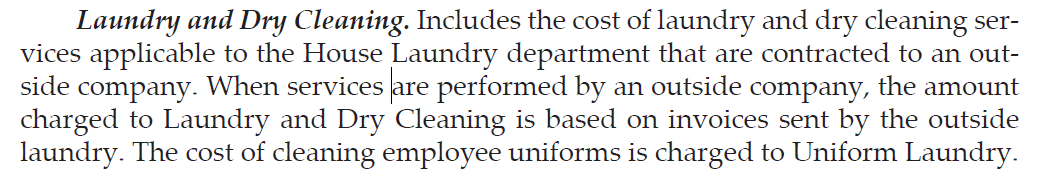 Laundry and Dry Cleaning. Includes the cost of laundry and dry cleaning ser-
vices applicable to the House Laundry department that are contracted to an out-
side company. When services are performed by an outside company, the amount
charged to Laundry and Dry Cleaning is based on invoices sent by the outside
laundry. The cost of cleaning employee uniforms is charged to Uniform Laundry.